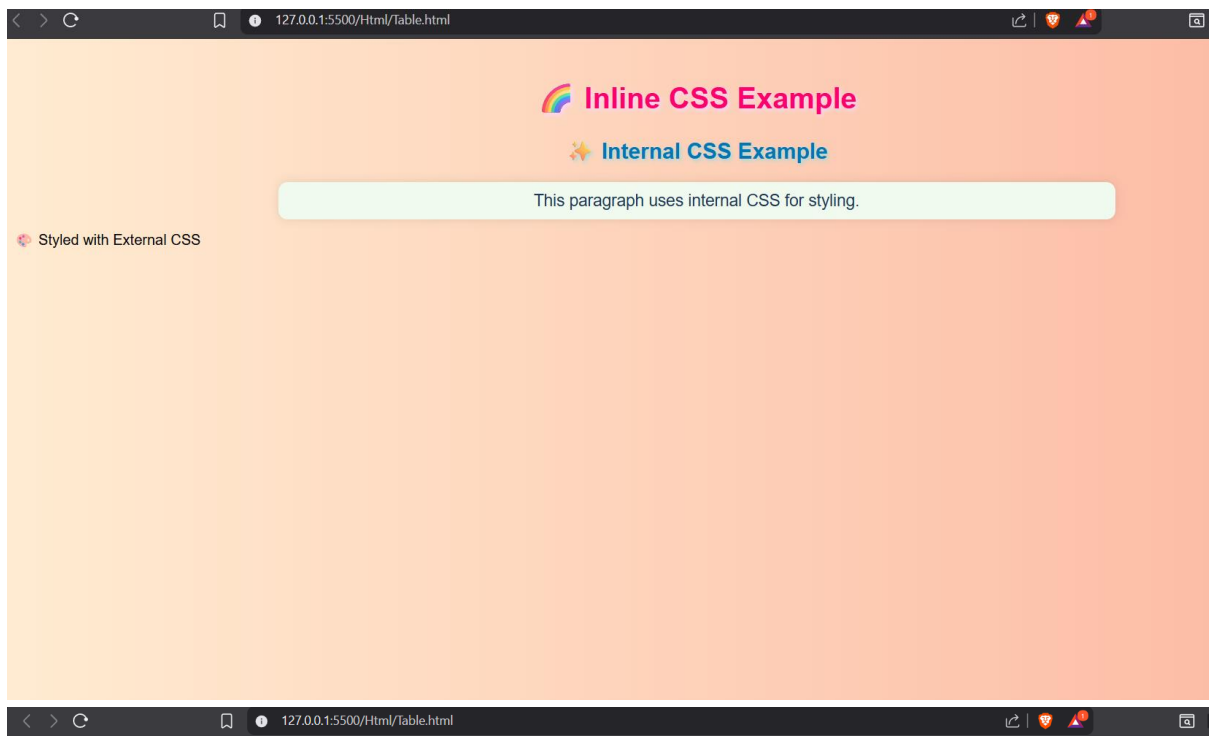 127.0.0.1:5500/Html/Table.html
🌈 Inline CSS Example
✨ Internal CSS Example
This paragraph uses internal CSS for styling.
🎨 Styled with External CSS
127.0.0.1:5500/Html/Table.html